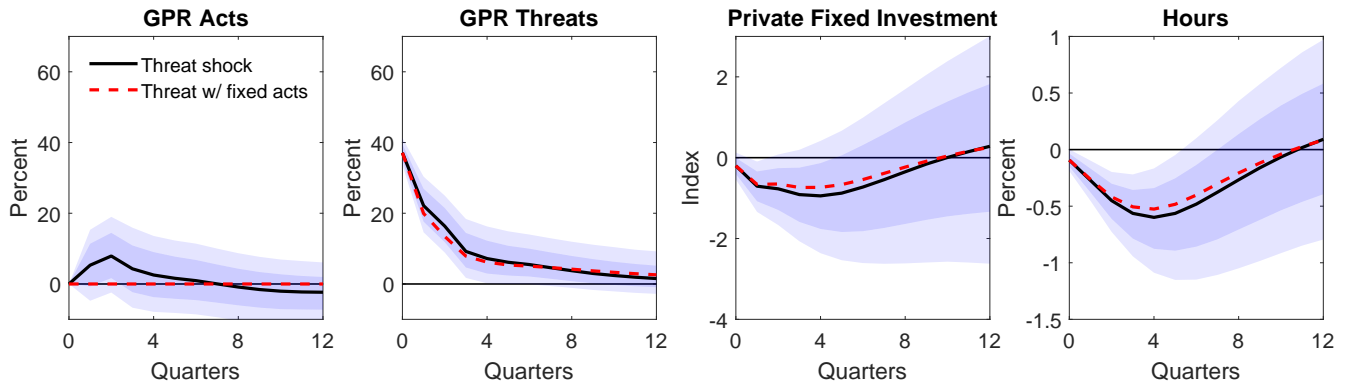 GPR Acts
Threat shock
Threat w/ fixed acts
Percent
60
40
20
0
0 4 8 12
Quarters
GPR Threats
Percent
60
40
20
0
0 4 8 12
Quarters
Private Fixed Investment
Index
2
0
-2
-4
0 4 8 12
Quarters
Hours
Percent
1
0.5
0
-0.5
-1
-1.5
0 4 8 12
Quarters